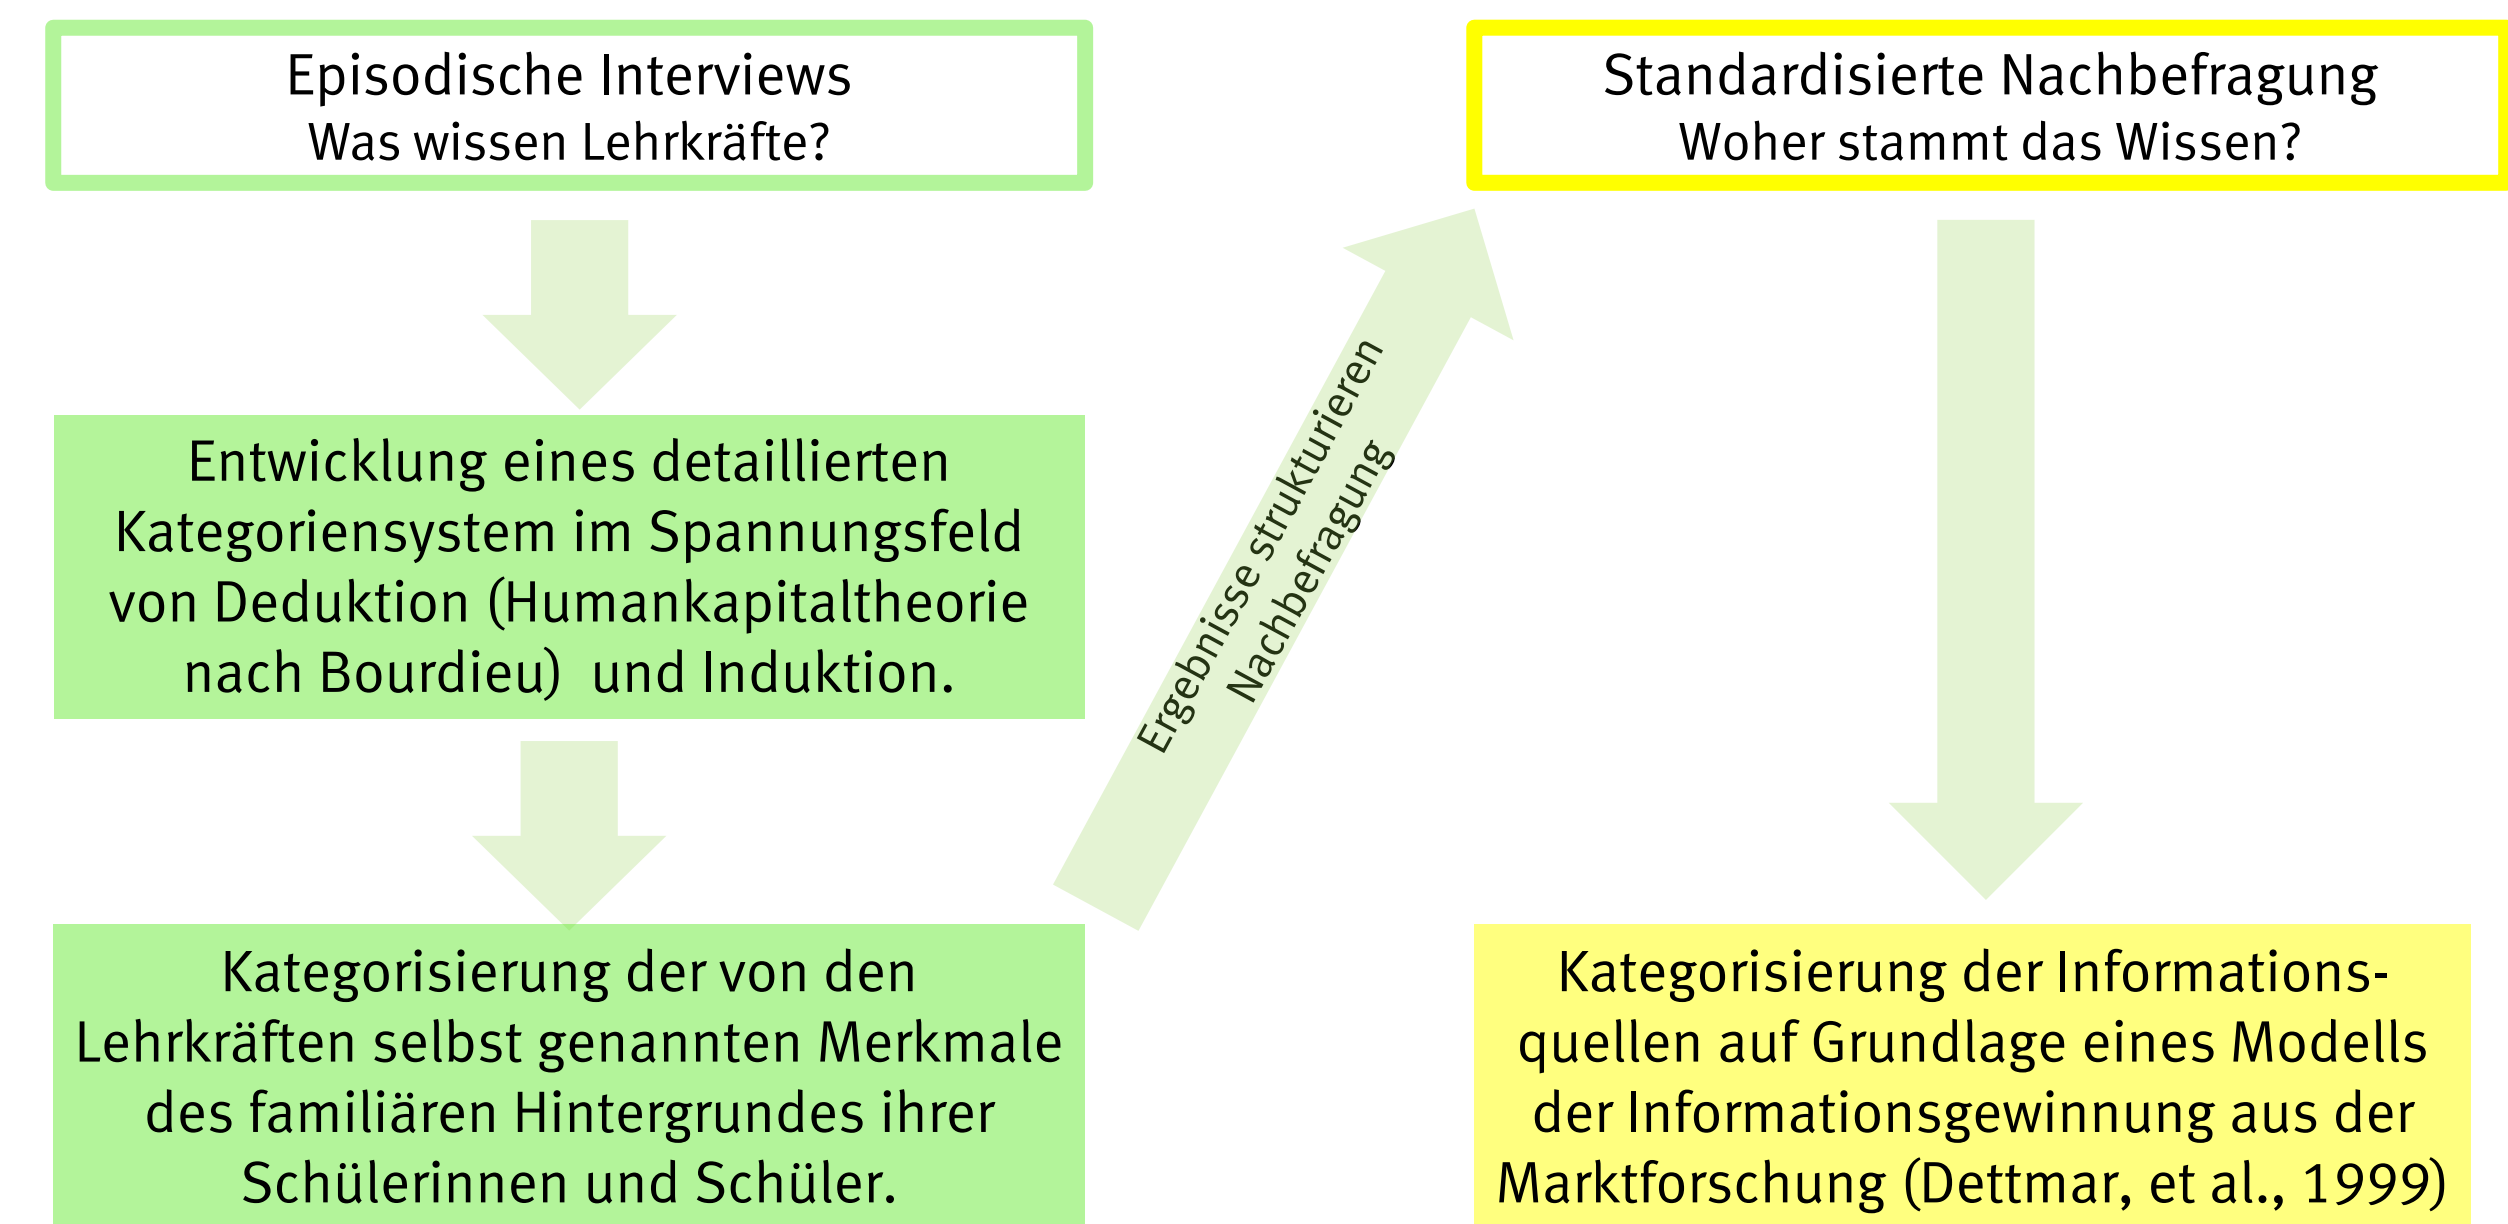 Episodische Interviews
Was wissen Lehrkräfte?
Entwicklung eines detaillierten
Kategoriensystem im Spannungsfeld
von Deduktion (Humankapitaltheorie
nach Bourdieu)  und Induktion.
Kategorisierung der von den
Lehrkräften selbst genannten Merkmale
des familiären Hintergrundes ihrer
Schülerinnen und Schüler.
Ergebnisse strukturieren
Nachbefragung
Standardisierte Nachbefragung
Woher stammt das Wissen?
Kategorisierung der Informations-
quellen auf Grundlage eines Modells
der Informationsgewinnung aus der
Marktforschung (Dettmar, et al., 1999)